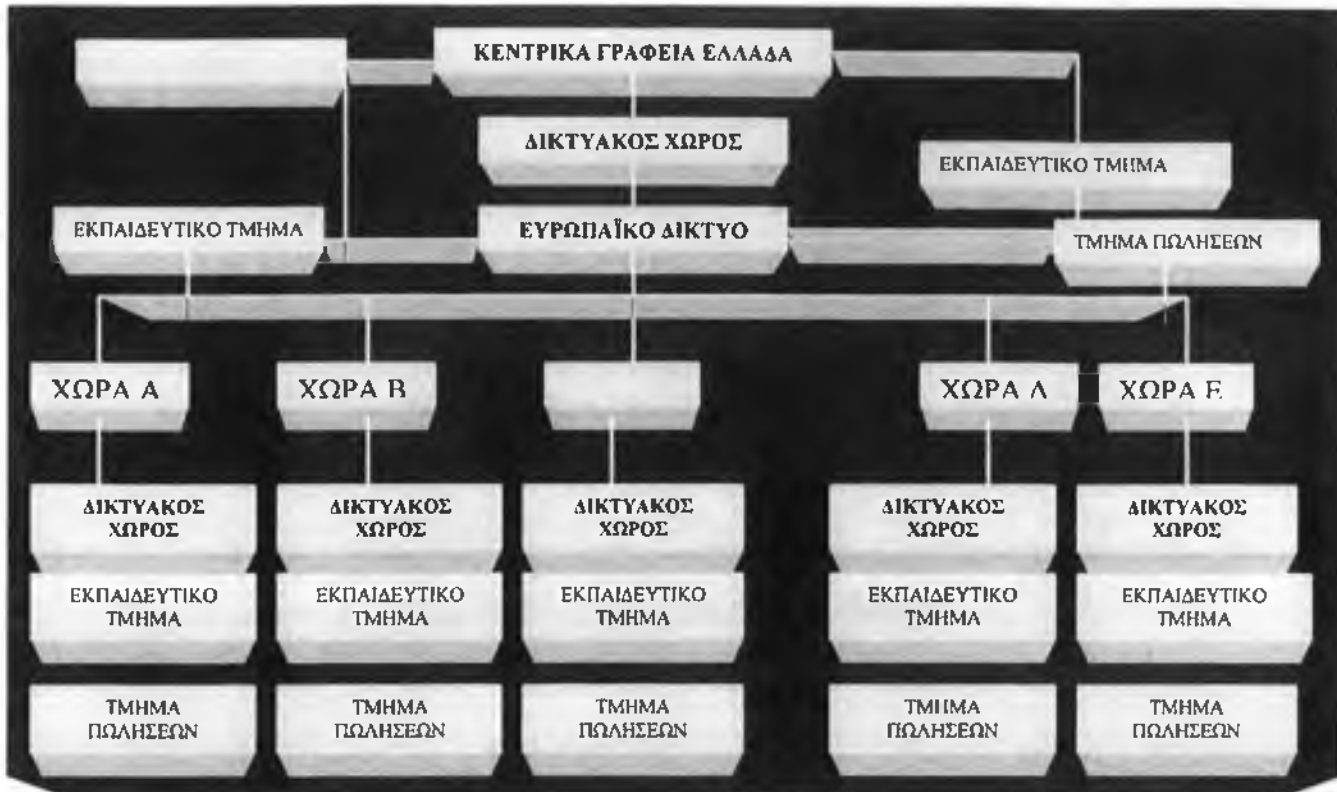 ΚΕΝΤΡΙΚΑ ΓΡΑΦΕΙΑ ΕΛΛΑΔΑ
ΔΙΚΤΥΑΚΟΣ ΧΩΡΟΣ
ΕΚΠΑΙΔΕΥΤΙΚΟ ΤΜΗΜΑ
ΕΚΠΑΙΔΕΥΤΙΚΟ ΤΜΗΜΑ
ΕΥΡΩΠΑΪΚΟ ΔΙΚΤΥΟ
ΤΜΗΜΑ ΠΩΛΗΣΕΩΝ
ΧΩΡΑ Α
ΧΩΡΑ Β
ΧΩΡΑ Δ
ΧΩΡΑ Ε
ΔΙΚΤΥΑΚΟΣ
ΧΩΡΟΣ
ΔΙΚΤΥΑΚΟΣ
ΧΩΡΟΣ
ΔΙΚΤΥΑΚΟΣ
ΧΩΡΟΣ
ΔΙΚΤΥΑΚΟΣ
ΧΩΡΟΣ
ΔΙΚΤΥΑΚΟΣ
ΧΩΡΟΣ
ΕΚΠΑΙΔΕΥΤΙΚΟ
ΤΜΗΜΑ
ΕΚΠΑΙΔΕΥΤΙΚΟ
ΤΜΗΜΑ
ΕΚΠΑΙΔΕΥΤΙΚΟ
ΤΜΗΜΑ
ΕΚΠΑΙΔΕΥΤΙΚΟ
ΤΜΗΜΑ
ΕΚΠΑΙΔΕΥΤΙΚΟ
ΤΜΗΜΑ
ΤΜΗΜΑ
ΠΩΛΗΣΕΩΝ
ΤΜΗΜΑ
ΠΩΛΗΣΕΩΝ
ΤΜΗΜΑ
ΠΩΛΗΣΕΩΝ
ΤΜΗΜΑ
ΠΩΛΗΣΕΩΝ
ΤΜΗΜΑ
ΠΩΛΗΣΕΩΝ